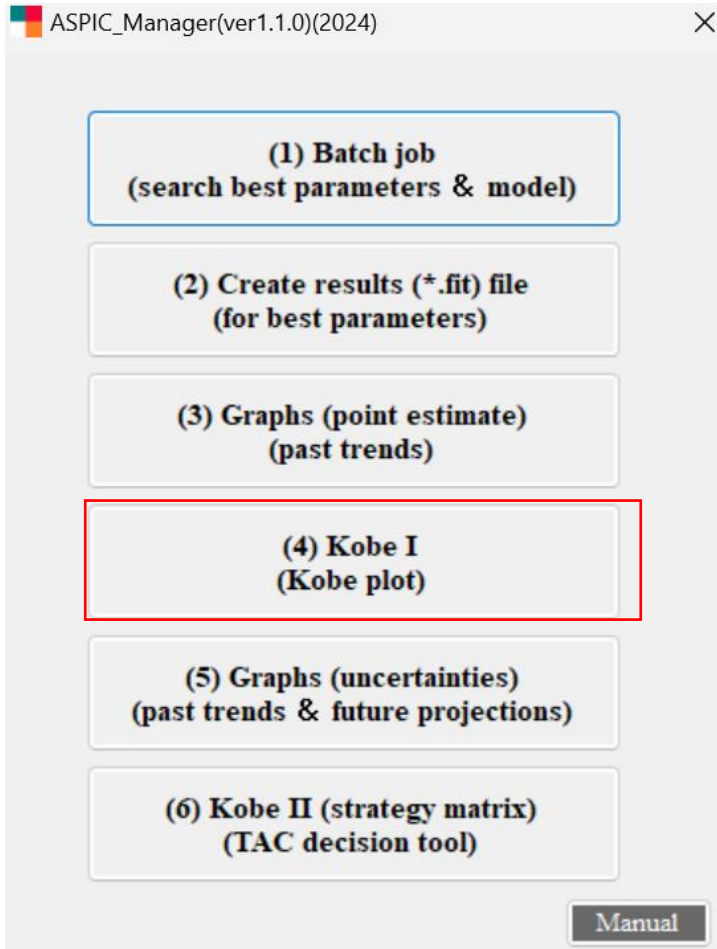 ASPIC_Manager(ver1.1.0)(2024)
(1) Batch job
(search best parameters & model)
(2) Create results (*.fit) file
(for best parameters)
(3) Graphs (point estimate)
(past trends)
(4) Kobe I
(Kobe plot)
(5) Graphs (uncertainties)
(past trends & future projections)
(6) Kobe II (strategy matrix)
(TAC decision tool)
Manual